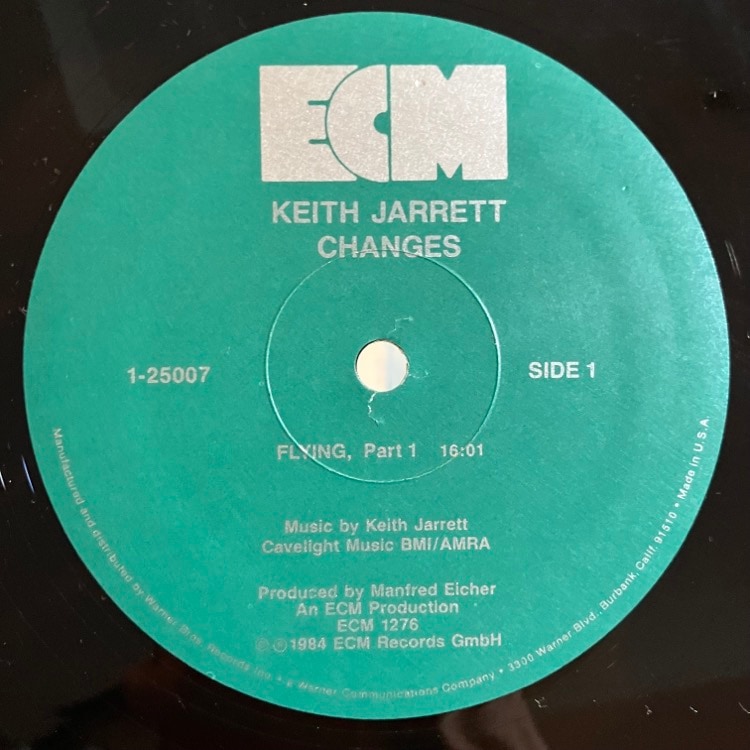 ECM
KEITH JARRETT
CHANGES
1-25007
SIDE 1
FLYING, Part 1 16:01
Music by Keith Jarrett
Cavelight Music BMI/AMRA
Produced by Manfred Eicher
An ECM Production
ECM 1276
© ℗ 1984 ECM Records GmbH
Manufactured and distributed by Warner Bros. Records Inc. • a Warner Communications Company • 3300 Warner Blvd., Burbank, Calif. 91510 • Made in U.S.A.